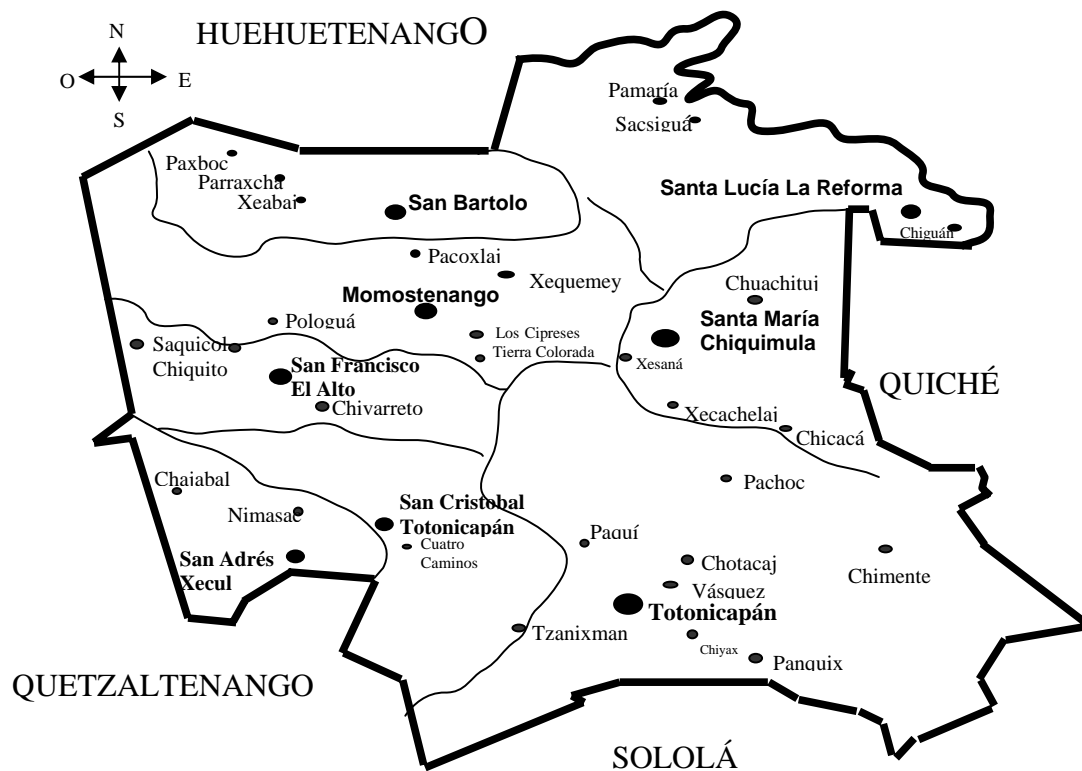 HUEHUETENANGO
N
O
E
S
Pamaría
Sacsiguá
Paxboc
Parraxcha
Xeabaj
San Bartolo
Santa Lucía La Reforma
Chiguán
Pacoxlaj
Xequemey
Chuachituj
Momostenango
Pologuá
Los Cipreses
Tierra Colorada
Santa María
Chiquimula
Saquicol
Chiquito
San Francisco
El Alto
Xesaná
QUICHÉ
Chivarreto
Xecachelaj
Chicacá
Chaiabal
Nimasac
San Cristobal
Totonicapán
Pachoc
Cuatro
Caminos
Paquí
San Adrés
Xecul
Chotacaj
Chimente
Vásquez
Totonicapán
Tzanixman
Chiyax
Panquix
QUETZALTENANGO
SOLOLÁ